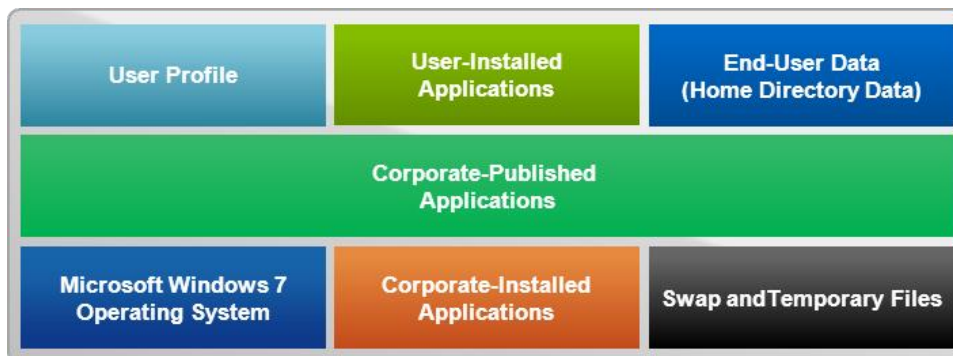 User Profile
User-Installed
Applications
End-User Data
(Home Directory Data)
Corporate-Published
Applications
Microsoft Windows 7
Operating System
Corporate-Installed
Applications
Swap andTemporary Files